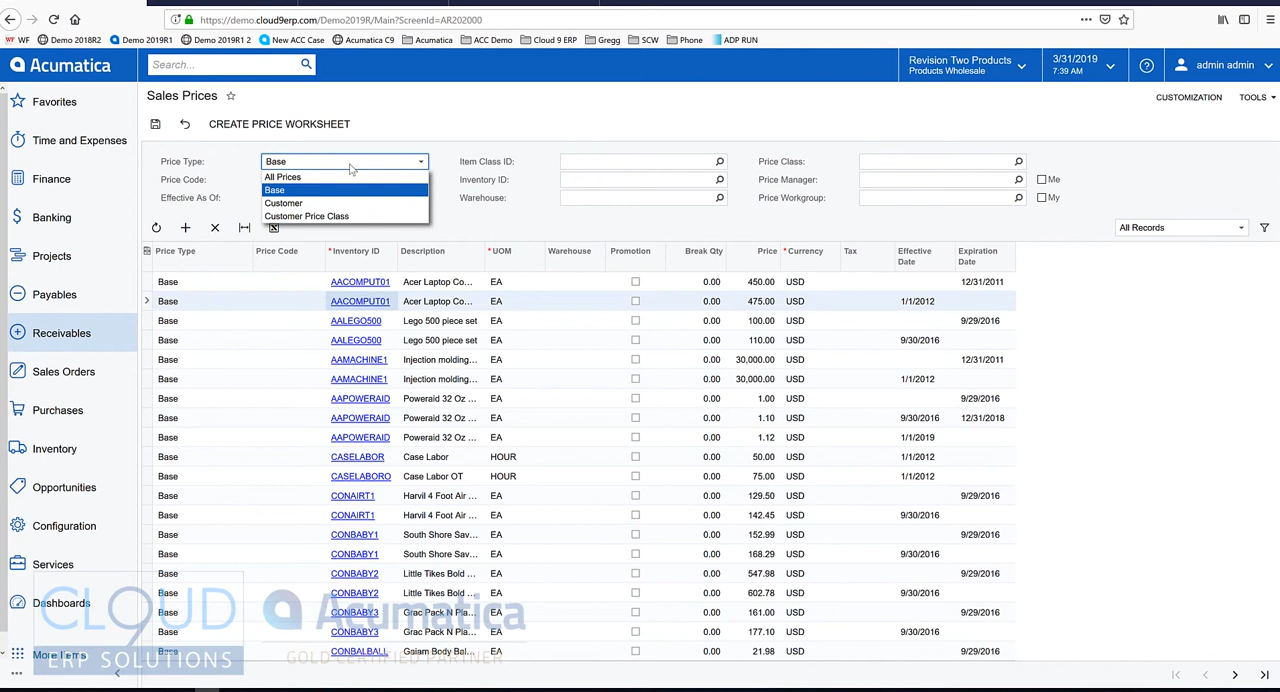 https://demo.cloud9erp.com/Demo2019R/Main?ScreenId=AR202000
WF Demo 2018R2 Demo 2019R1 Demo 2019R1 2 New ACC Case Acumatica C9 Acumatica ACC Demo Cloud 9 ERP Gregg SCW Phone ADP RUN
Acumatica Search... Revision Two Products Products Wholesale 3/31/2019 7:39 AM admin admin
Favorites
Time and Expenses
Finance
Banking
Projects
Payables
Receivables
Sales Orders
Purchases
Inventory
Opportunities
Configuration
Services
Dashboards
More Items
Sales Prices CUSTOMIZATION TOOLS
CREATE PRICE WORKSHEET
Price Type: Base Item Class ID: Price Class:
Price Code: Inventory ID: Price Manager: Me
Effective As Of: Warehouse: Price Workgroup: My
All Prices
Base
Customer
Customer Price Class
All Records
Price Type Price Code *Inventory ID Description *UOM Warehouse Promotion Break Qty Price *Currency Tax Effective Date Expiration Date
Base AACOMPUT01 Acer Laptop Co... EA 0.00 450.00 USD 12/31/2011
Base AACOMPUT01 Acer Laptop Co... EA 0.00 475.00 USD 1/1/2012
Base AALEGO500 Lego 500 piece set EA 0.00 100.00 USD 9/29/2016
Base AALEGO500 Lego 500 piece set EA 0.00 110.00 USD 9/30/2016
Base AAMACHINE1 Injection molding... EA 0.00 30,000.00 USD 12/31/2011
Base AAMACHINE1 Injection molding... EA 0.00 30,000.00 USD 1/1/2012
Base AAPOWERAID Poweraid 32 Oz ... EA 0.00 1.00 USD 9/29/2016
Base AAPOWERAID Poweraid 32 Oz ... EA 0.00 1.10 USD 9/30/2016 12/31/2018
Base AAPOWERAID Poweraid 32 Oz ... EA 0.00 1.12 USD 1/1/2019
Base CASELABOR Case Labor HOUR 0.00 50.00 USD 1/1/2012
Base CASELABORO Case Labor OT HOUR 0.00 75.00 USD 1/1/2012
Base CONAIRT1 Harvil 4 Foot Air ... EA 0.00 129.50 USD 9/29/2016
Base CONAIRT1 Harvil 4 Foot Air ... EA 0.00 142.45 USD 9/30/2016
Base CONBABY1 South Shore Sav... EA 0.00 152.99 USD 9/29/2016
Base CONBABY1 South Shore Sav... EA 0.00 168.29 USD 9/30/2016
Base CONBABY2 Little Tikes Bold ... EA 0.00 547.98 USD 9/29/2016
Base CONBABY2 Little Tikes Bold ... EA 0.00 602.78 USD 9/30/2016
Base CONBABY3 Grac Pack N Pla... EA 0.00 161.00 USD 9/29/2016
Base CONBABY3 Grac Pack N Pla... EA 0.00 177.10 USD 9/30/2016
Base CONBALBALL Gaiam Body Bal... EA 0.00 21.98 USD 9/29/2016
CLOUD 9
ERP SOLUTIONS
Acumatica
GOLD CERTIFIED PARTNER